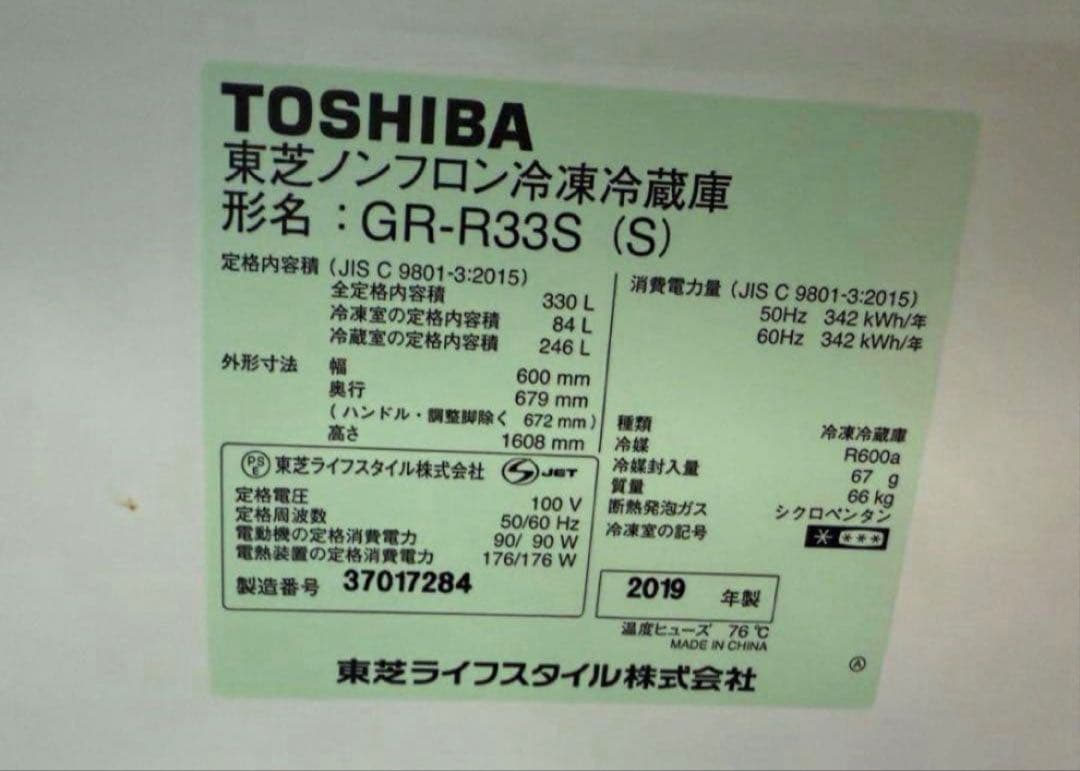 TOSHIBA
東芝ノンフロン冷凍冷蔵庫
形名：GR-R33S (S)
定格内容積 (JIS C 9801-3:2015)
全定格内容積 330 L
冷凍室の定格内容積 84 L
冷蔵室の定格内容積 246 L
外形寸法 幅 600 mm
奥行 679 mm
(ハンドル・調整脚除く 672 mm)
高さ 1608 mm
消費電力量 (JIS C 9801-3:2015)
50Hz 342 kWh/年
60Hz 342 kWh/年
種類 冷凍冷蔵庫
冷媒 R600a
冷媒封入量 67 g
質量 66 kg
断熱発泡ガス シクロペンタン
冷凍室の記号 * ***
PSE 東芝ライフスタイル株式会社 JET
定格電圧 100 V
定格周波数 50/60 Hz
電動機の定格消費電力 90/ 90 W
電熱装置の定格消費電力 176/176 W
製造番号 37017284
2019 年製
温度ヒューズ 76 ℃
MADE IN CHINA
東芝ライフスタイル株式会社
Ⓐ